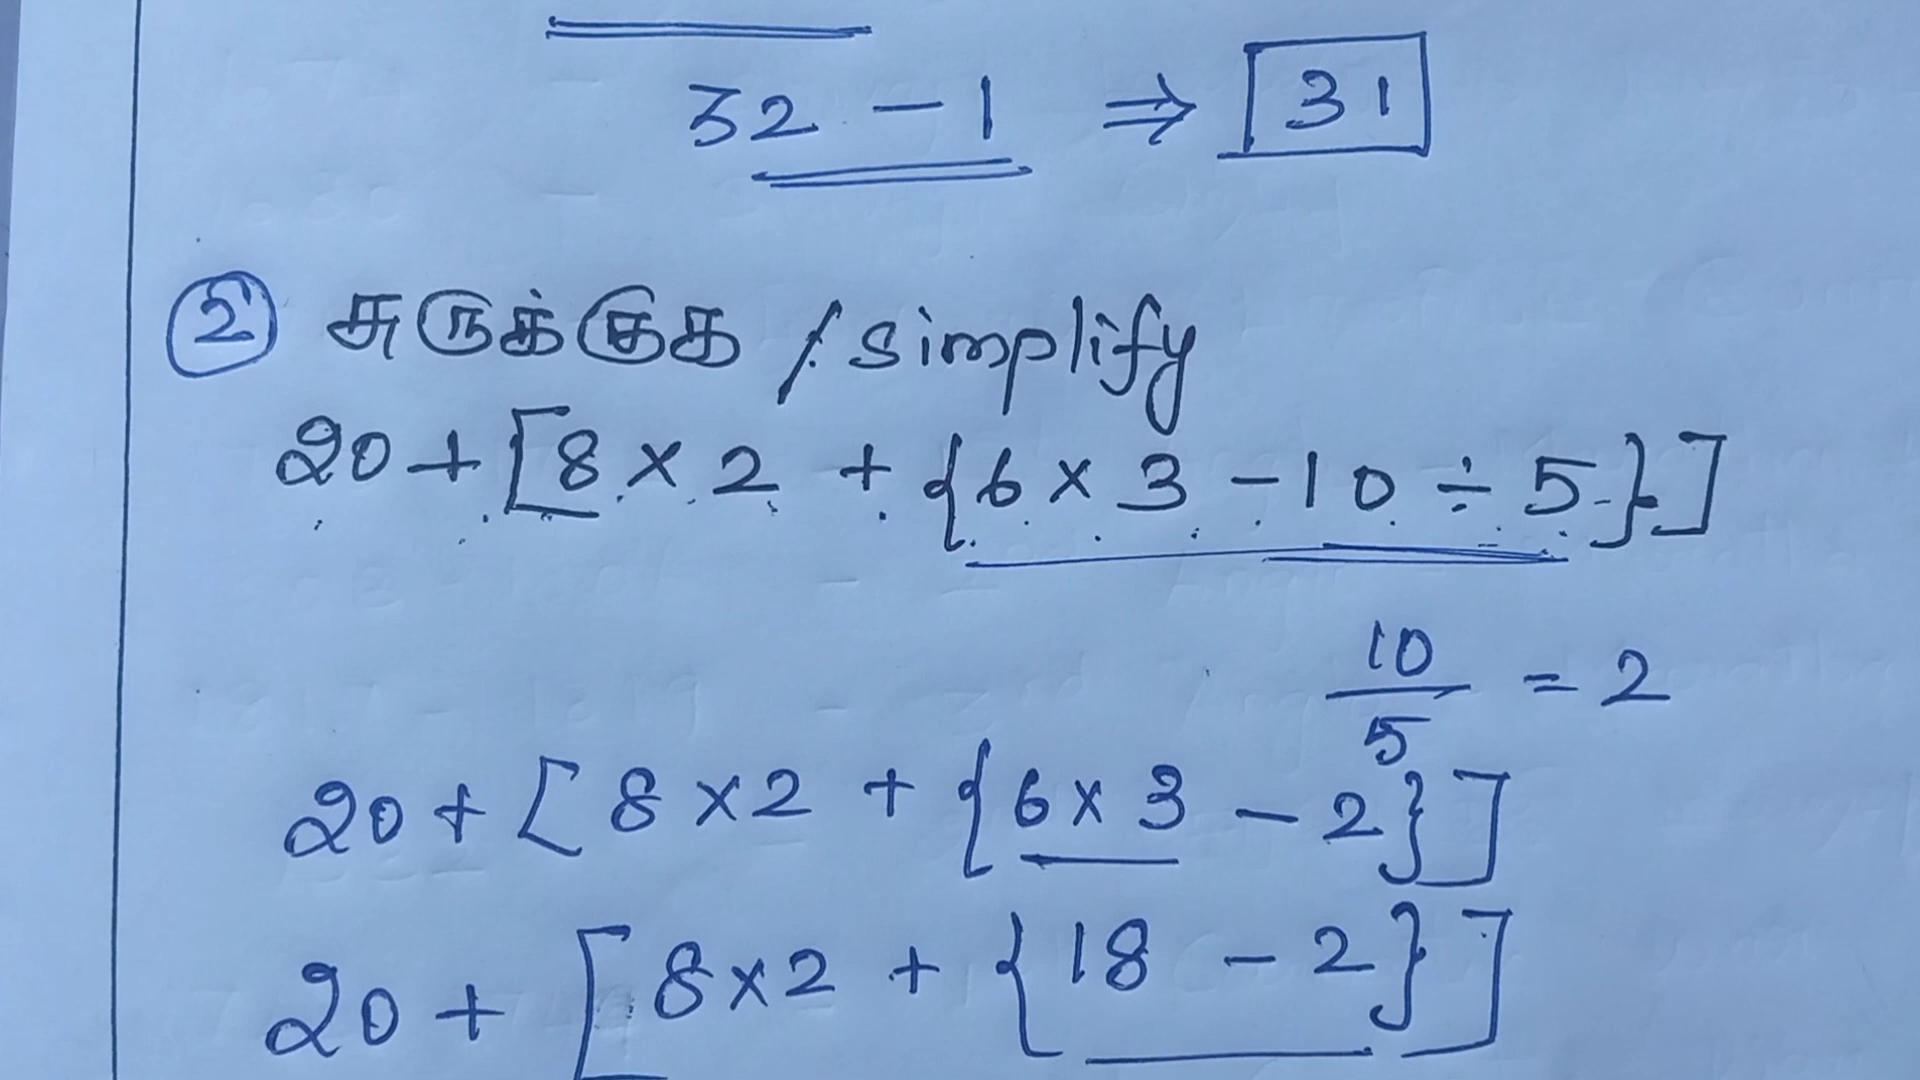 32 - 1 ⇒ 31
2 சுருக்குக / simplify
20 + [8 × 2 + {6 × 3 - 10 ÷ 5}]
10/5 = 2
20 + [8 × 2 + {6 × 3 - 2}]
20 + [8 × 2 + {18 - 2}]